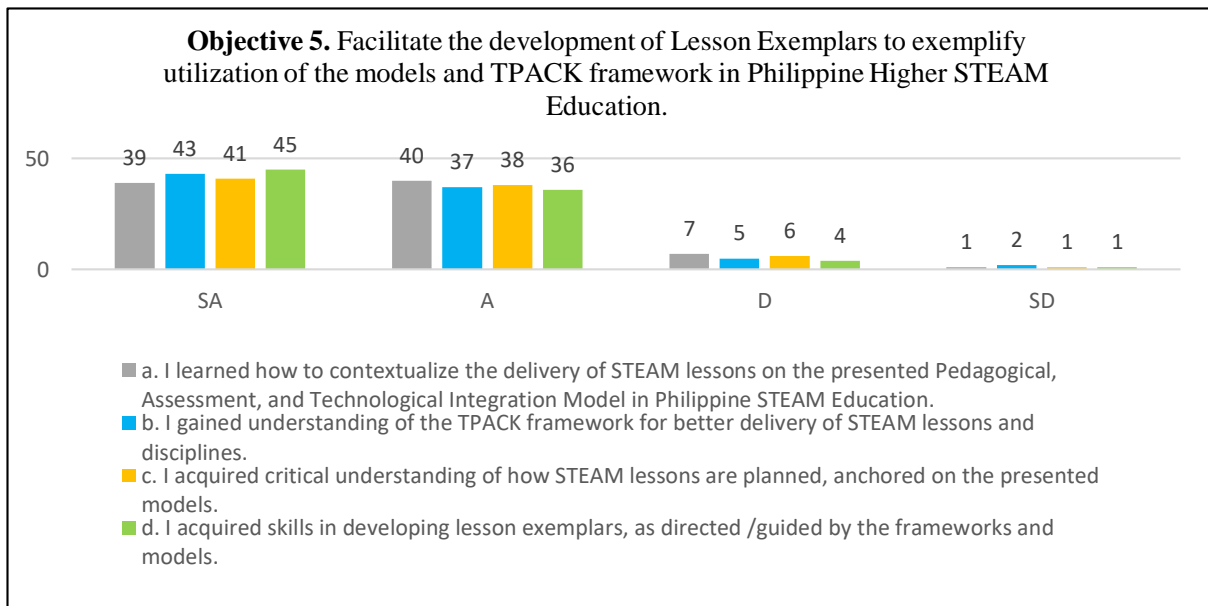 Objective 5. Facilitate the development of Lesson Exemplars to exemplify
utilization of the models and TPACK framework in Philippine Higher STEAM
Education.
50
39 43 41 45
40 37 38 36
7 5 6 4
1 2 1 1
0
SA A D SD
a. I learned how to contextualize the delivery of STEAM lessons on the presented Pedagogical,
Assessment, and Technological Integration Model in Philippine STEAM Education.
b. I gained understanding of the TPACK framework for better delivery of STEAM lessons and
disciplines.
c. I acquired critical understanding of how STEAM lessons are planned, anchored on the presented
models.
d. I acquired skills in developing lesson exemplars, as directed /guided by the frameworks and
models.